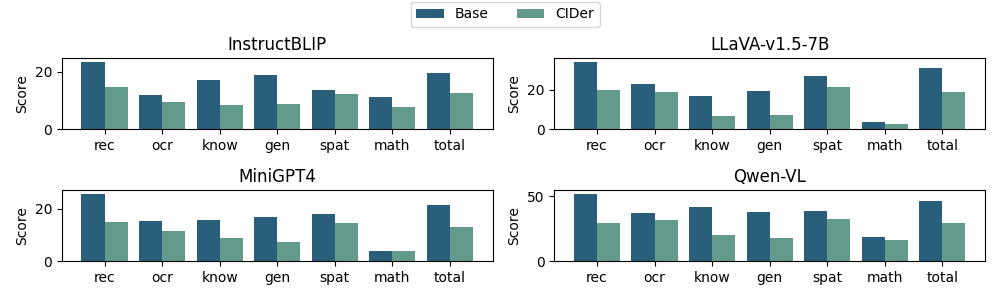 Base CIDer
InstructBLIP
Score
20
0
rec ocr know gen spat math total
LLaVA-v1.5-7B
Score
20
0
rec ocr know gen spat math total
MiniGPT4
Score
20
0
rec ocr know gen spat math total
Qwen-VL
Score
50
0
rec ocr know gen spat math total